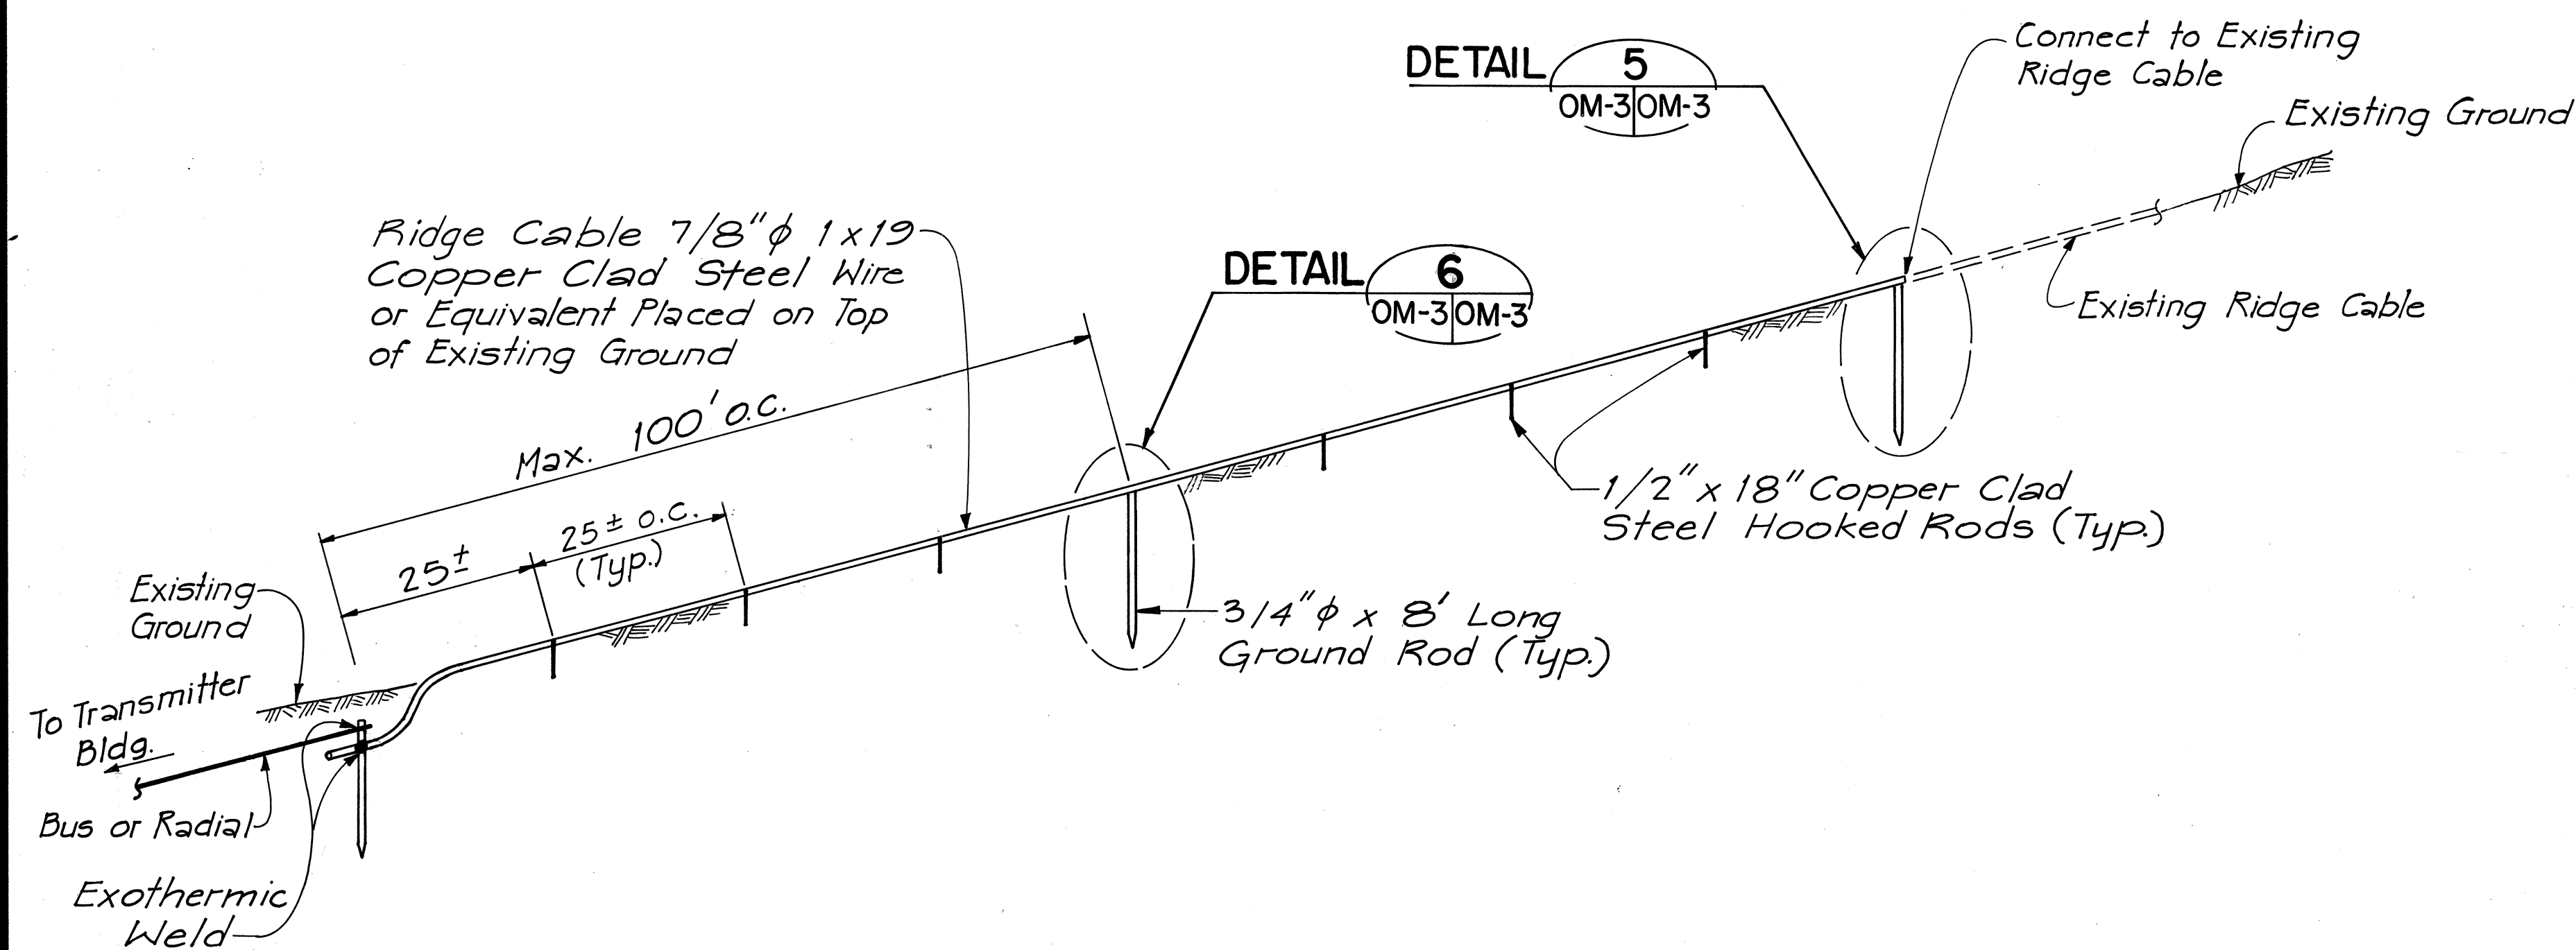 DETAIL 5
OM-3 OM-3
Connect to Existing
Ridge Cable
Existing Ground
Ridge Cable 7/8"ϕ 1x19
Copper Clad Steel Wire
or Equivalent Placed on Top
of Existing Ground
DETAIL 6
OM-3 OM-3
Existing Ridge Cable
Max. 100' O.C.
25± 
25± O.C.
(Typ.)
1/2" x 18" Copper Clad
Steel Hooked Rods (Typ.)
Existing
Ground
3/4"ϕ x 8' Long
Ground Rod (Typ.)
To Transmitter
Bldg.
Bus or Radial
Exothermic
Weld